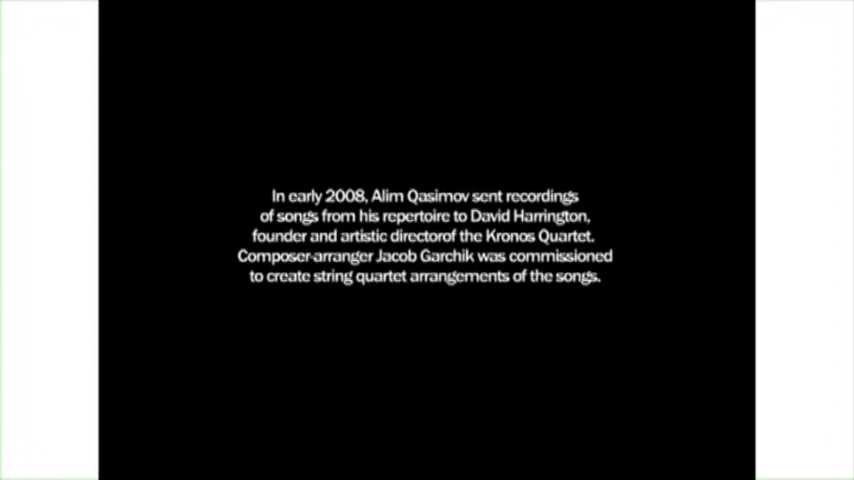 In early 2008, Alim Qasimov sent recordings
of songs from his repertoire to David Harrington,
founder and artistic directorof the Kronos Quartet.
Composer-arranger Jacob Garchik was commissioned
to create string quartet arrangements of the songs.